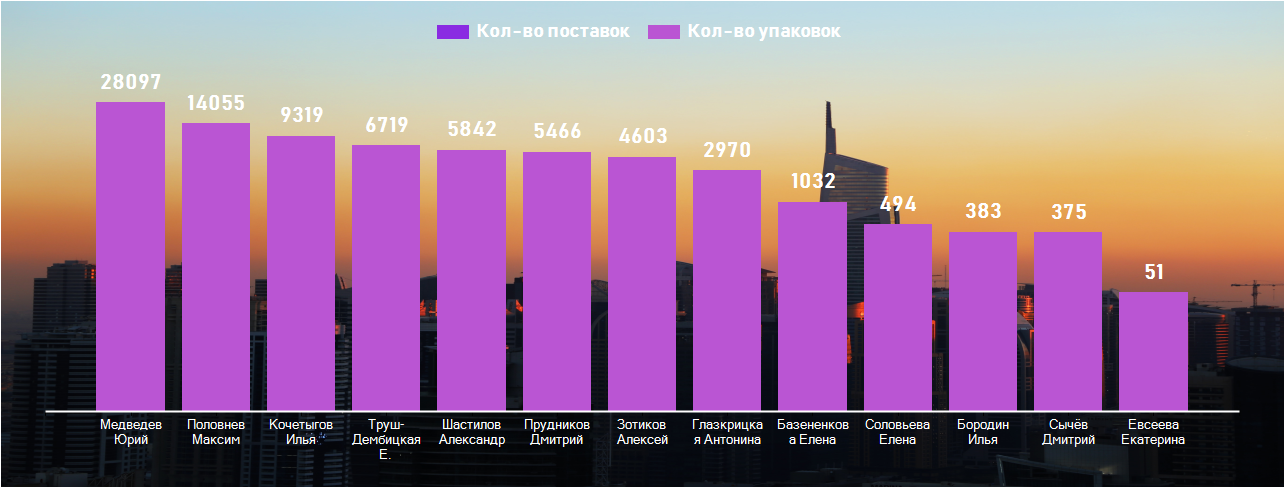 Кол-во поставок Кол-во упаковок
28097
14055
9319
6719
5842
5466
4603
2970
1032
494
383
375
51
Медведев
Юрий
Половнев
Максим
Кочетыгов
Илья
Труш-
Дембицкая
Е.
Шастилов
Александр
Прудников
Дмитрий
Зотиков
Алексей
Глазкрицка
я Антонина
Базененков
а Елена
Соловьева
Елена
Бородин
Илья
Сычёв
Дмитрий
Евсеева
Екатерина